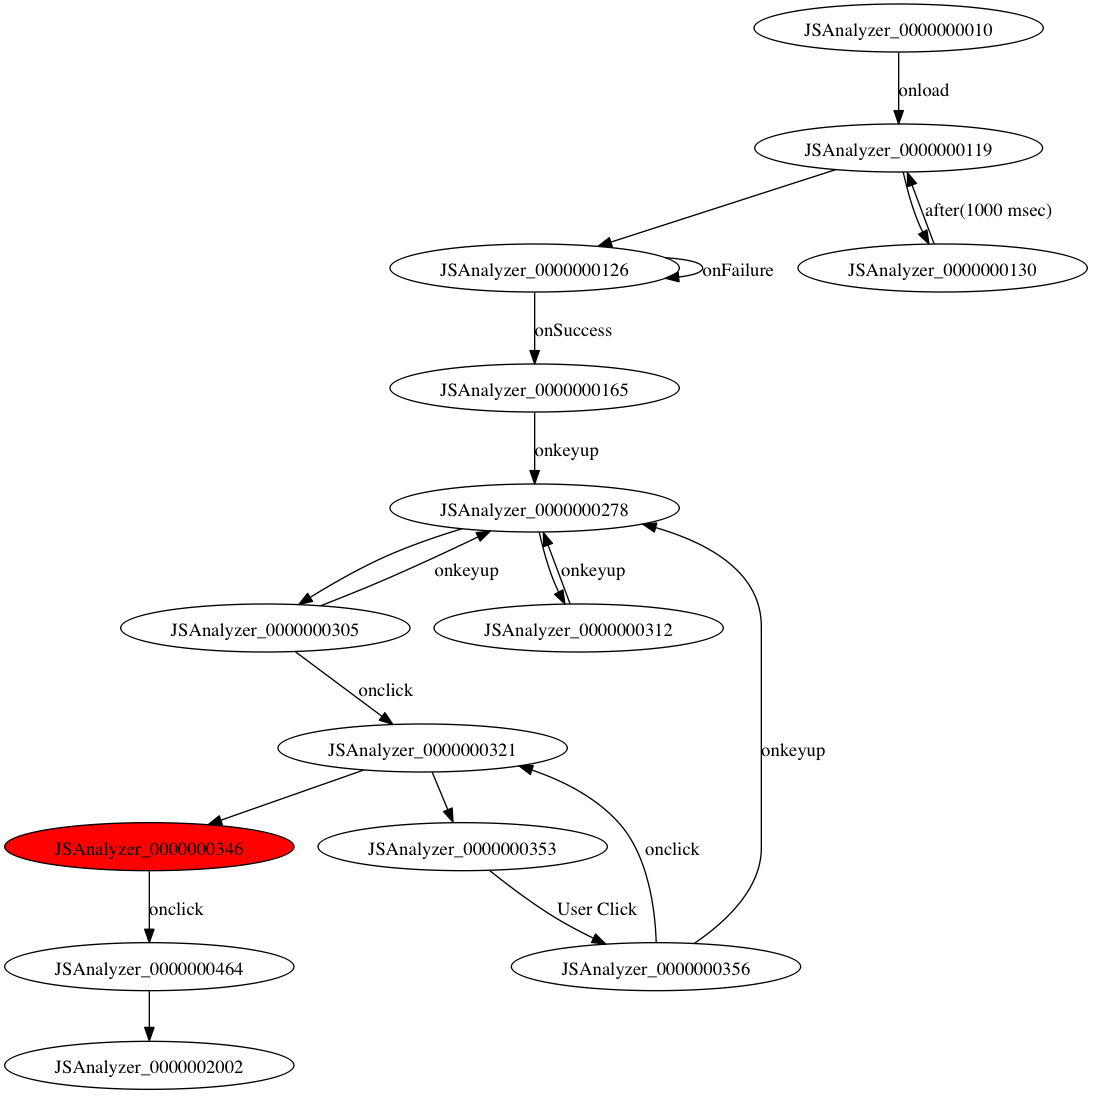 JSAnalyzer_0000000010
onload
JSAnalyzer_0000000119
after(1000 msec)
JSAnalyzer_0000000126
onFailure
JSAnalyzer_0000000130
onSuccess
JSAnalyzer_0000000165
onkeyup
JSAnalyzer_0000000278
onkeyup
onkeyup
JSAnalyzer_0000000305
JSAnalyzer_0000000312
onclick
JSAnalyzer_0000000321
onkeyup
JSAnalyzer_0000000346
JSAnalyzer_0000000353
onclick
onclick
User Click
JSAnalyzer_0000000464
JSAnalyzer_0000000356
JSAnalyzer_0000002002